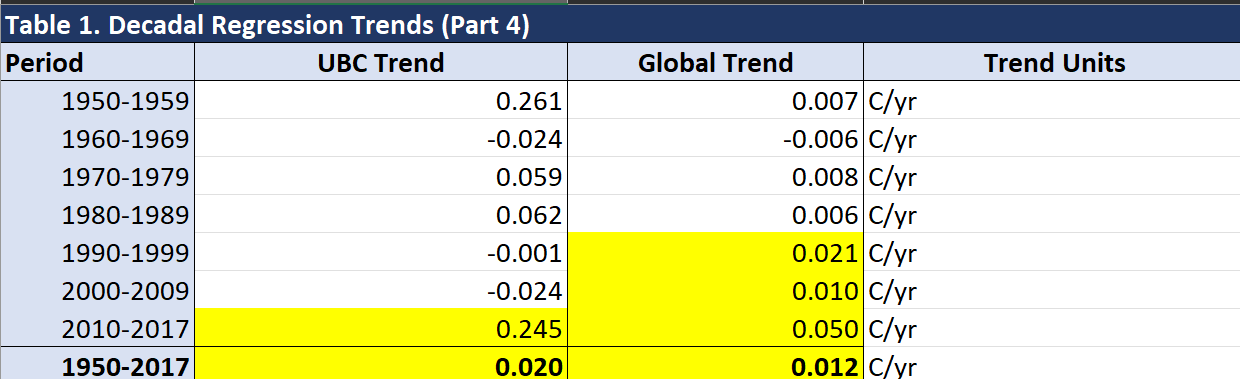 Table 1. Decadal Regression Trends (Part 4)
Period UBC Trend Global Trend Trend Units
1950-1959 0.261 0.007 C/yr
1960-1969 -0.024 -0.006 C/yr
1970-1979 0.059 0.008 C/yr
1980-1989 0.062 0.006 C/yr
1990-1999 -0.001 0.021 C/yr
2000-2009 -0.024 0.010 C/yr
2010-2017 0.245 0.050 C/yr
1950-2017 0.020 0.012 C/yr